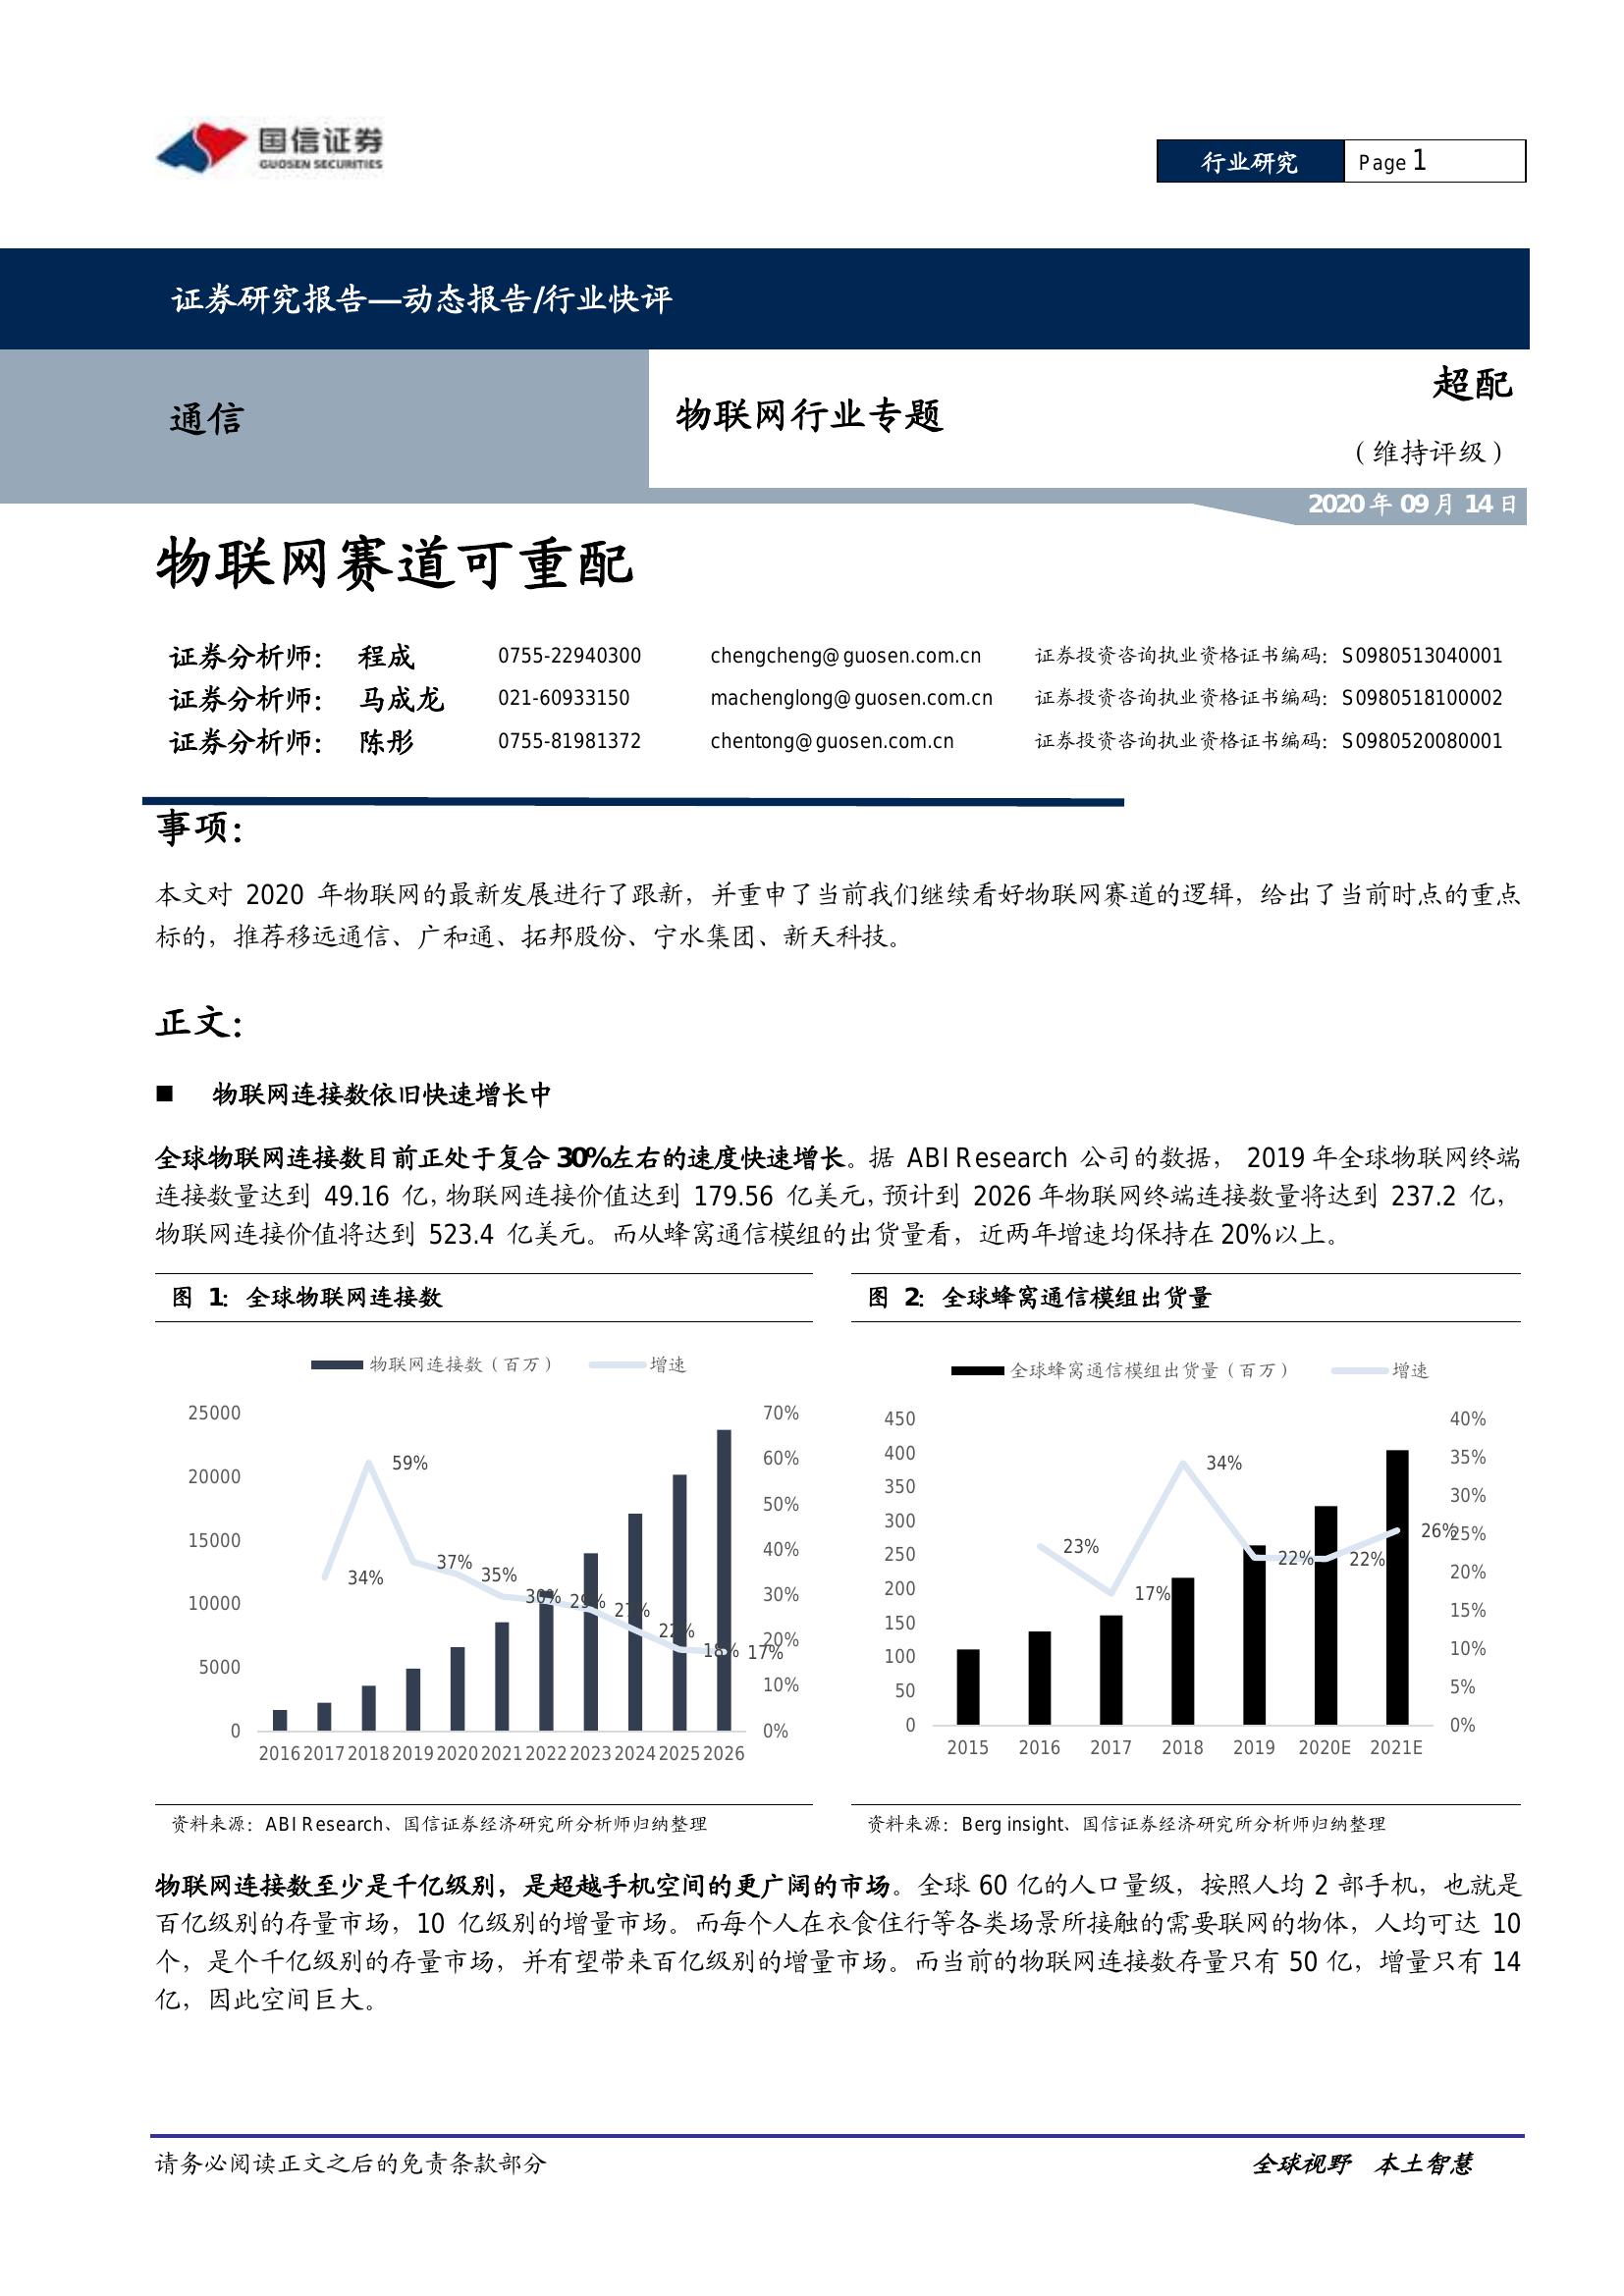 国信证券
GUOSEN SECURITIES
行业研究 Page 1
证券研究报告—动态报告/行业快评
通信
物联网行业专题
超配
（维持评级）
2020 年 09 月 14 日
物联网赛道可重配
证券分析师： 程成 0755-22940300 chengcheng@guosen.com.cn 证券投资咨询执业资格证书编码：S0980513040001
证券分析师： 马成龙 021-60933150 machenglong@guosen.com.cn 证券投资咨询执业资格证书编码：S0980518100002
证券分析师： 陈彤 0755-81981372 chentong@guosen.com.cn 证券投资咨询执业资格证书编码：S0980520080001
事项：
本文对 2020 年物联网的最新发展进行了跟新，并重申了当前我们继续看好物联网赛道的逻辑，给出了当前时点的重点
标的，推荐移远通信、广和通、拓邦股份、宁水集团、新天科技。
正文：
■ 物联网连接数依旧快速增长中
全球物联网连接数目前正处于复合 30%左右的速度快速增长。据 ABI Research 公司的数据， 2019 年全球物联网终端
连接数量达到 49.16 亿，物联网连接价值达到 179.56 亿美元，预计到 2026 年物联网终端连接数量将达到 237.2 亿，
物联网连接价值将达到 523.4 亿美元。而从蜂窝通信模组的出货量看，近两年增速均保持在 20%以上。
图 1：全球物联网连接数
物联网连接数（百万） 增速
25000
20000
15000
10000
5000
0
70%
60%
50%
40%
30%
20%
10%
0%
34%
59%
37%
35%
30%
29%
27%
22%
18%
17%
2016 2017 2018 2019 2020 2021 2022 2023 2024 2025 2026
资料来源：ABI Research、国信证券经济研究所分析师归纳整理
图 2：全球蜂窝通信模组出货量
全球蜂窝通信模组出货量（百万） 增速
450
400
350
300
250
200
150
100
50
0
40%
35%
30%
25%
20%
15%
10%
5%
0%
23%
17%
34%
22%
22%
26%
2015 2016 2017 2018 2019 2020E 2021E
资料来源：Berg insight、国信证券经济研究所分析师归纳整理
物联网连接数至少是千亿级别，是超越手机空间的更广阔的市场。全球 60 亿的人口量级，按照人均 2 部手机，也就是
百亿级别的存量市场，10 亿级别的增量市场。而每个人在衣食住行等各类场景所接触的需要联网的物体，人均可达 10
个，是个千亿级别的存量市场，并有望带来百亿级别的增量市场。而当前的物联网连接数存量只有 50 亿，增量只有 14
亿，因此空间巨大。
请务必阅读正文之后的免责条款部分
全球视野 本土智慧